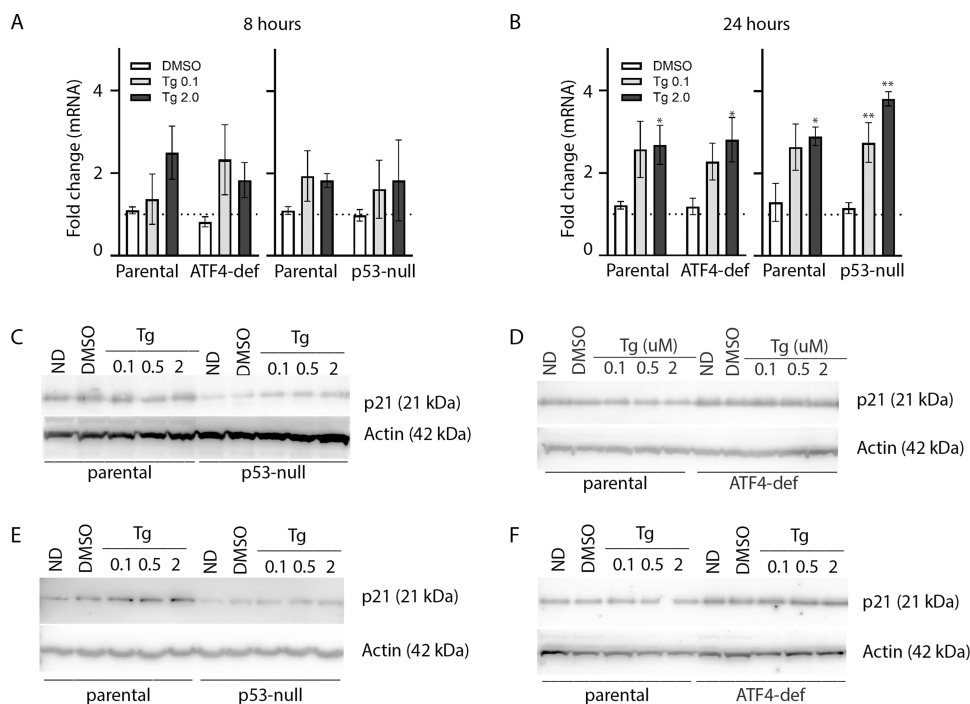 A
8 hours
DMSO
Tg 0.1
Tg 2.0
Fold change (mRNA)
4
2
0
Parental ATF4-def Parental p53-null
B
24 hours
DMSO
Tg 0.1
Tg 2.0
Fold change (mRNA)
4
2
0
* * * ** **
Parental ATF4-def Parental p53-null
C
ND DMSO Tg ND DMSO Tg
0.1 0.5 2 0.1 0.5 2
p21 (21 kDa)
Actin (42 kDa)
parental p53-null
D
ND DMSO Tg (uM) ND DMSO Tg (uM)
0.1 0.5 2 0.1 0.5 2
p21 (21 kDa)
Actin (42 kDa)
parental ATF4-def
E
ND DMSO Tg ND DMSO Tg
0.1 0.5 2 0.1 0.5 2
p21 (21 kDa)
Actin (42 kDa)
parental p53-null
F
ND DMSO Tg ND DMSO Tg
0.1 0.5 2 0.1 0.5 2
p21 (21 kDa)
Actin (42 kDa)
parental ATF4-def